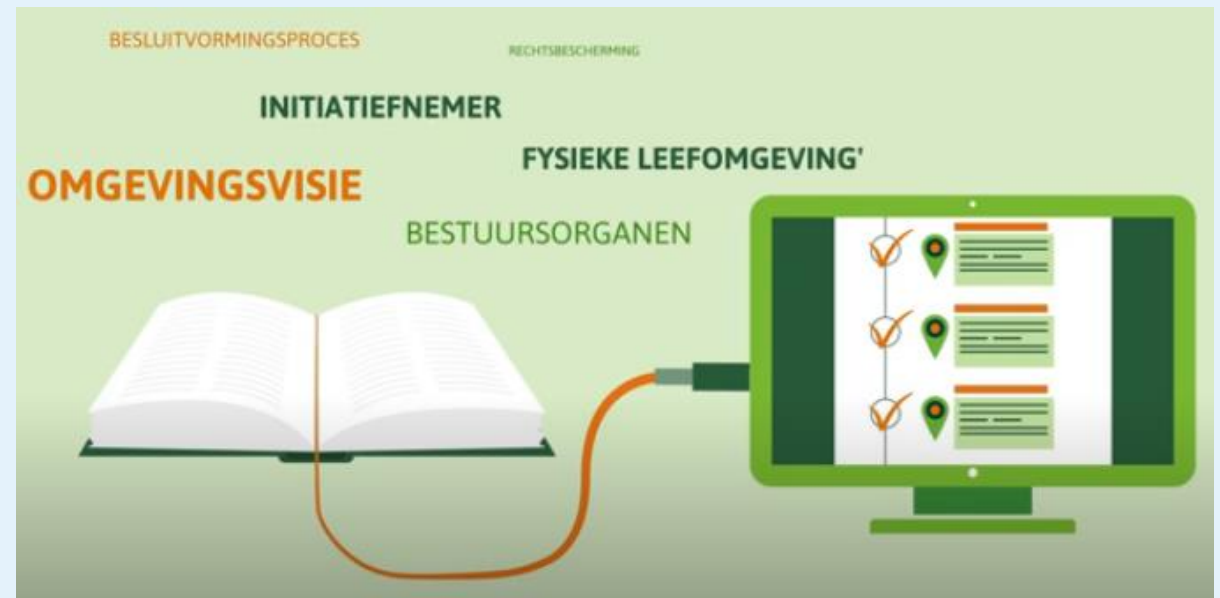 BESLUITVORMINGSPROCES
RECHTSBESCHERMING
INITIATIEFNEMER
FYSIEKE LEEFOMGEVING'
OMGEVINGSVISIE
BESTUURSORGANEN